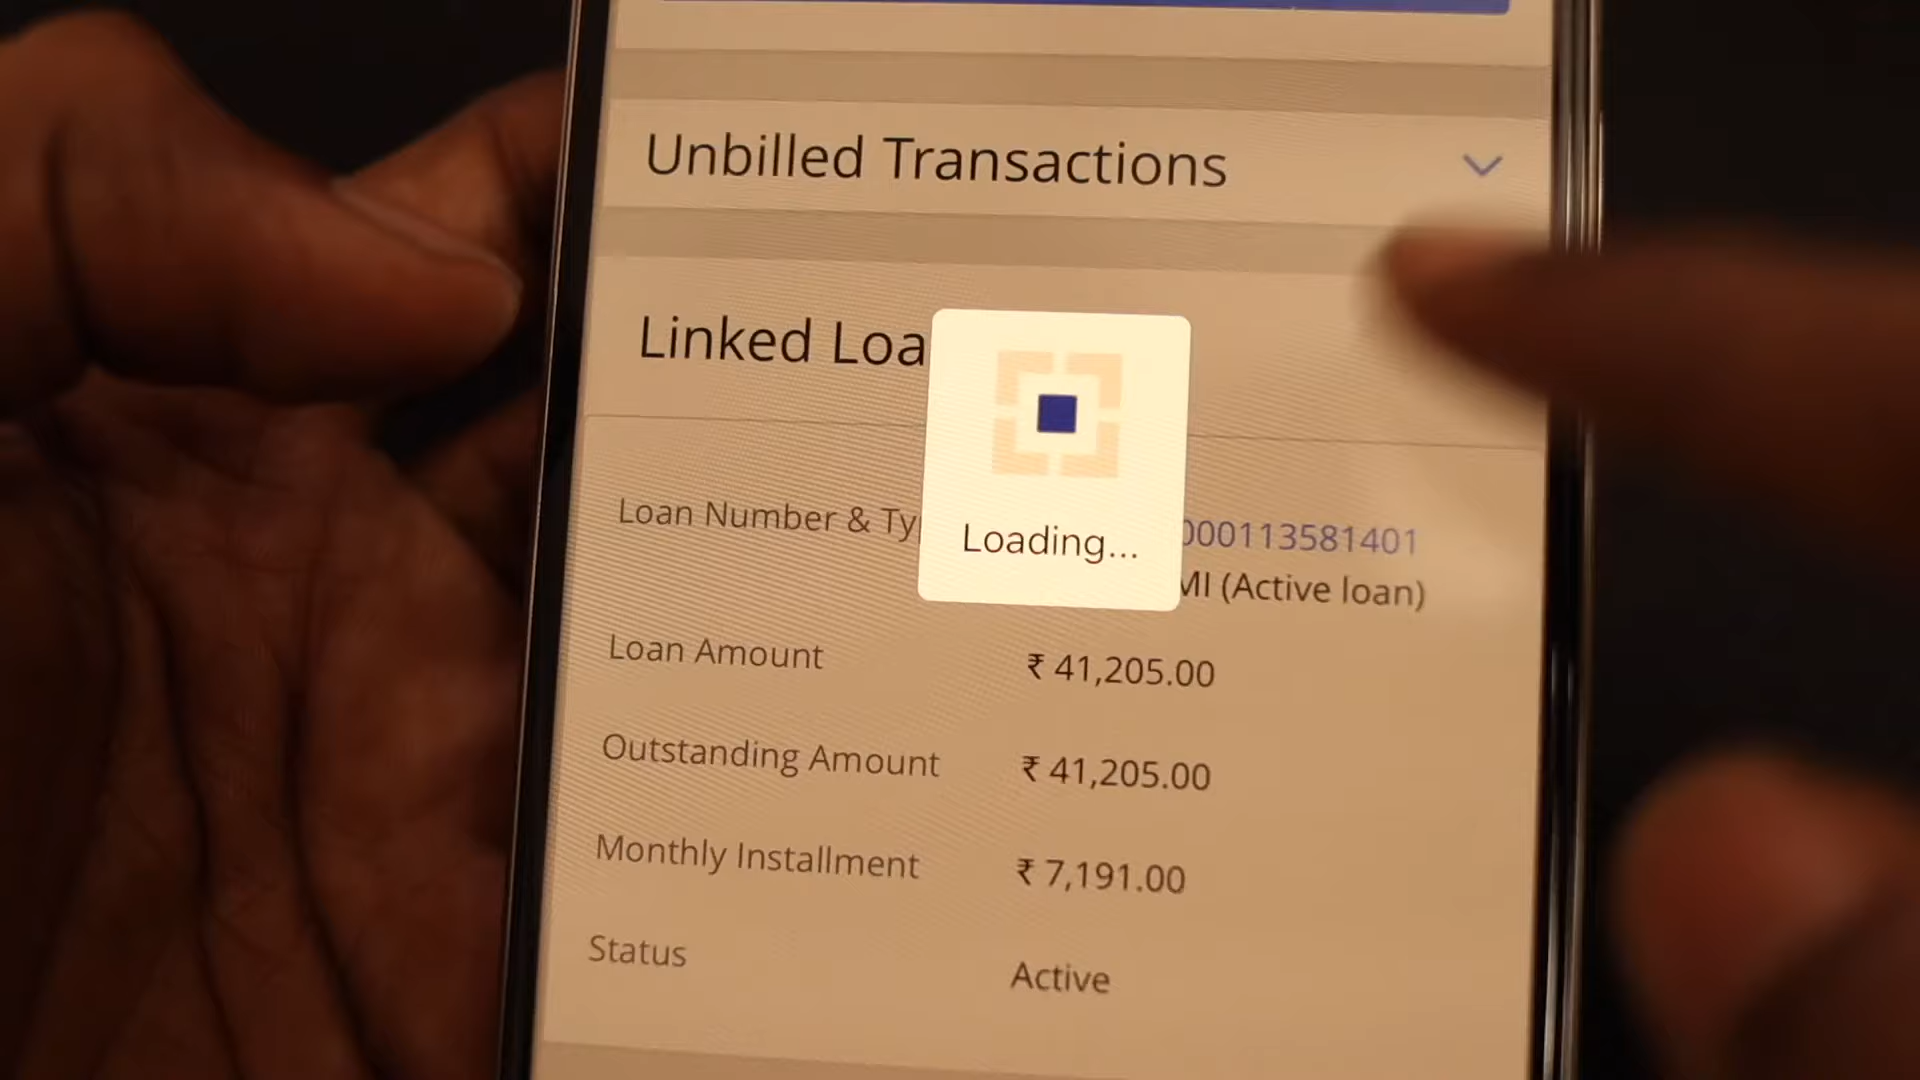 Unbilled Transactions
Linked Loa
Loading...
Loan Number & Ty
000113581401
MI (Active loan)
Loan Amount ₹ 41,205.00
Outstanding Amount ₹ 41,205.00
Monthly Installment ₹ 7,191.00
Status Active